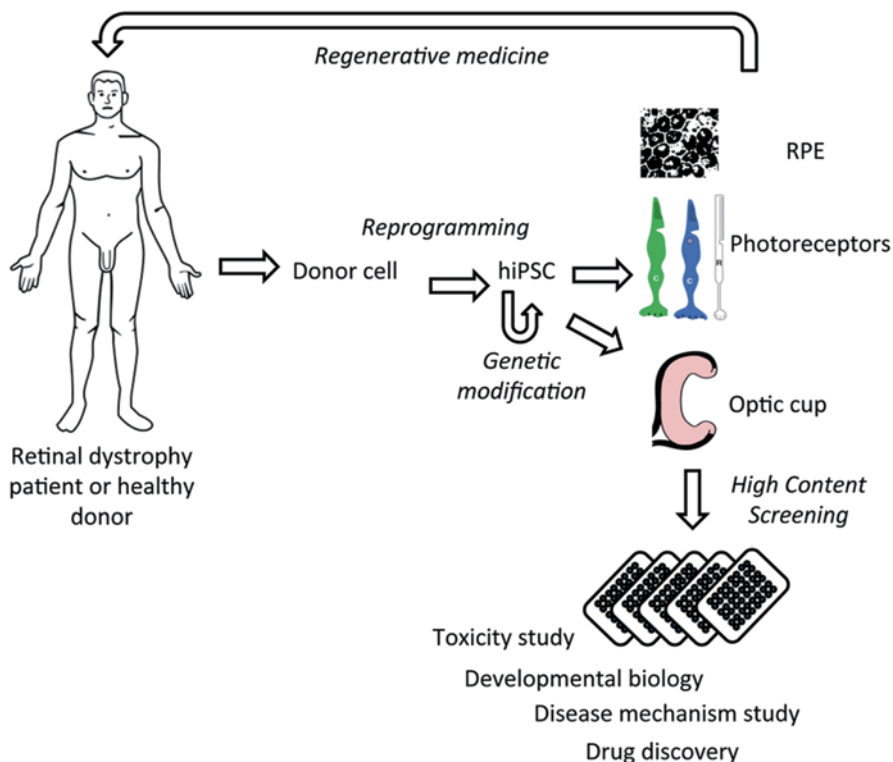 Regenerative medicine
RPE
Reprogramming
Photoreceptors
Donor cell
hiPSC
C
C
R
Genetic
modification
Optic cup
Retinal dystrophy
patient or healthy
donor
High Content
Screening
Toxicity study
Developmental biology
Disease mechanism study
Drug discovery